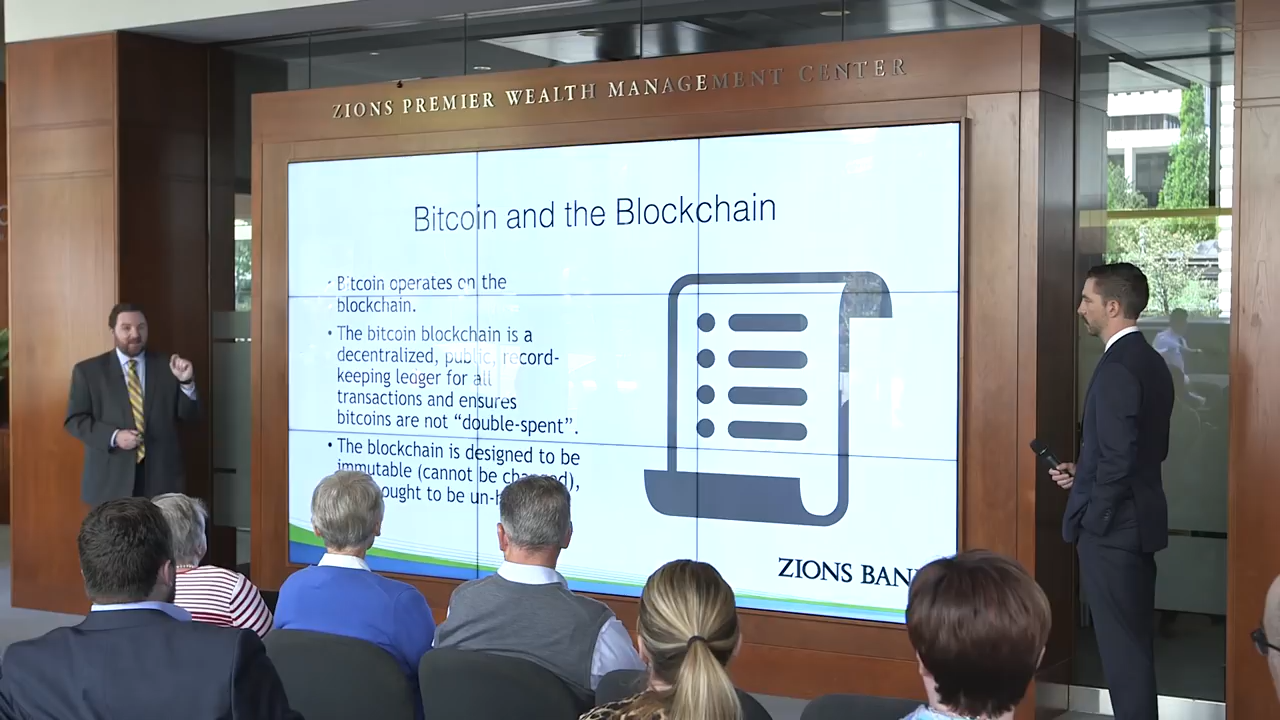 ZIONS PREMIER WEALTH MANAGEMENT CENTER
Bitcoin and the Blockchain
• Bitcoin operates on the
blockchain.
• The bitcoin blockchain is a
decentralized, public, record-
keeping ledger for all
transactions and ensures
bitcoins are not “double-spent”.
• The blockchain is designed to be
immutable (cannot be changed),
ought to be
ZIONS BANK